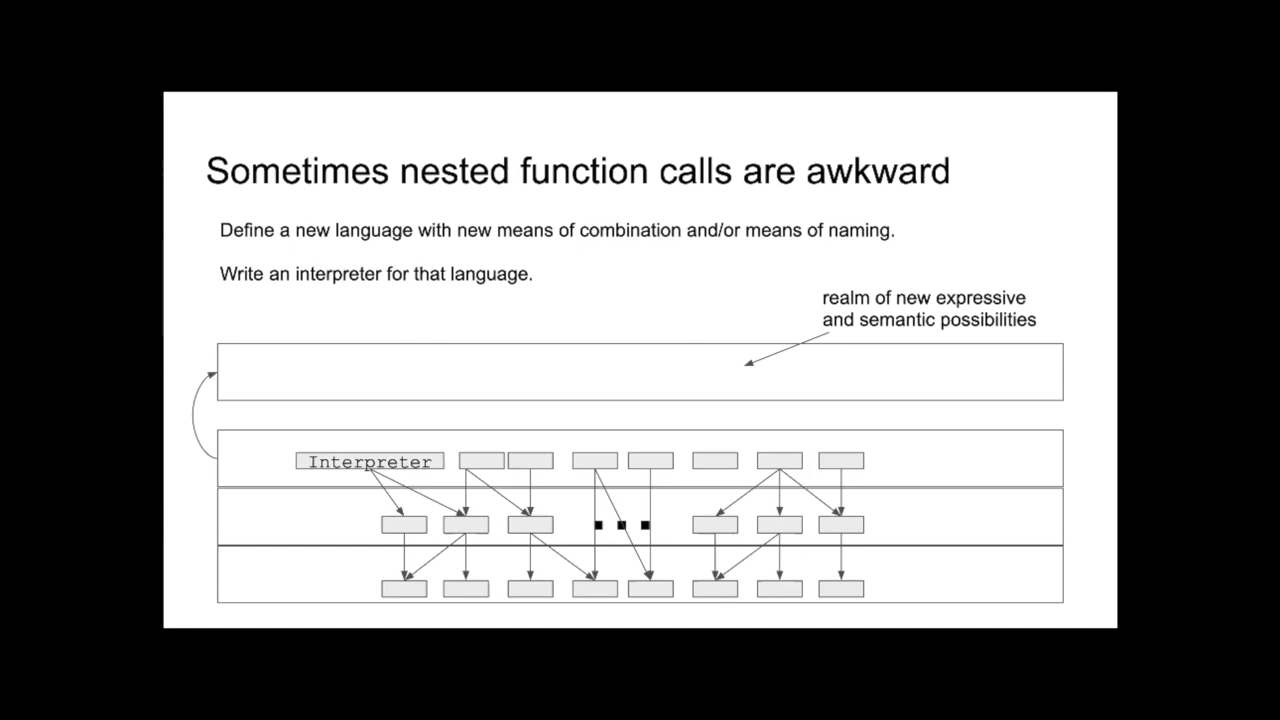 Sometimes nested function calls are awkward
Define a new language with new means of combination and/or means of naming.
Write an interpreter for that language.
realm of new expressive
and semantic possibilities
Interpreter